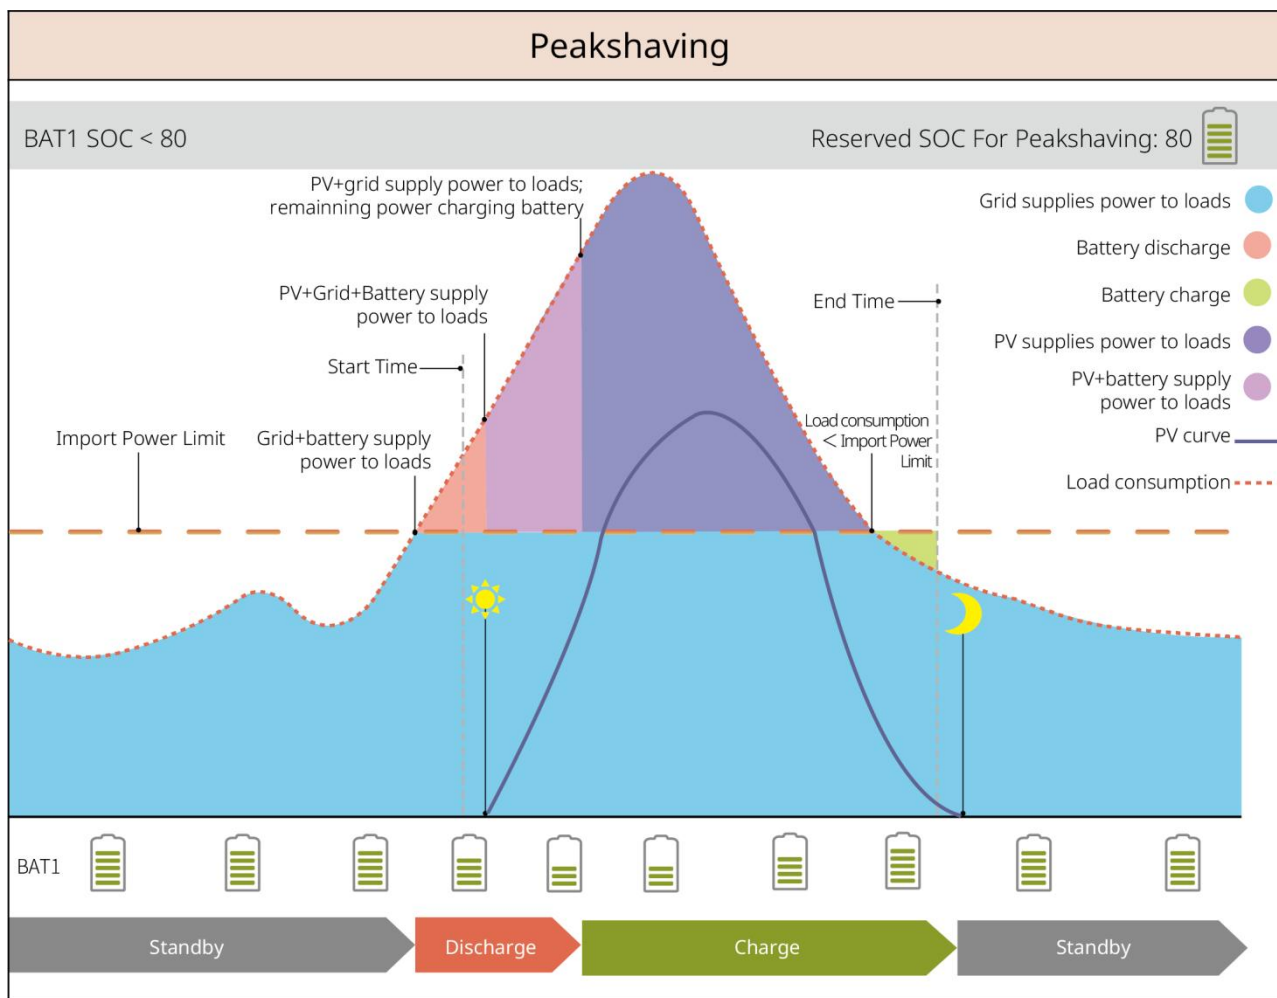 Peakshaving
BAT1 SOC < 80
Reserved SOC For Peakshaving: 80
PV+grid supply power to loads;
remainning power charging battery
Grid supplies power to loads
Battery discharge
PV+Grid+Battery supply
power to loads
End Time
Battery charge
Start Time
PV supplies power to loads
PV+battery supply
power to loads
Import Power Limit
Grid+battery supply
power to loads
Load consumption
< Import Power
Limit
PV curve
Load consumption
BAT1
Standby
Discharge
Charge
Standby